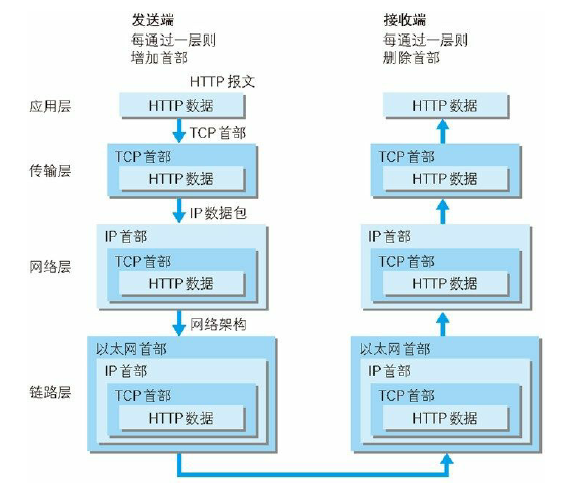 发送端
每通过一层则
增加首部
接收端
每通过一层则
删除首部
HTTP 报文
应用层
HTTP 数据
HTTP 数据
TCP 首部
传输层
TCP 首部
HTTP 数据
TCP 首部
HTTP 数据
IP 数据包
网络层
IP 首部
TCP 首部
HTTP 数据
IP 首部
TCP 首部
HTTP 数据
网络架构
链路层
以太网首部
IP 首部
TCP 首部
HTTP 数据
以太网首部
IP 首部
TCP 首部
HTTP 数据